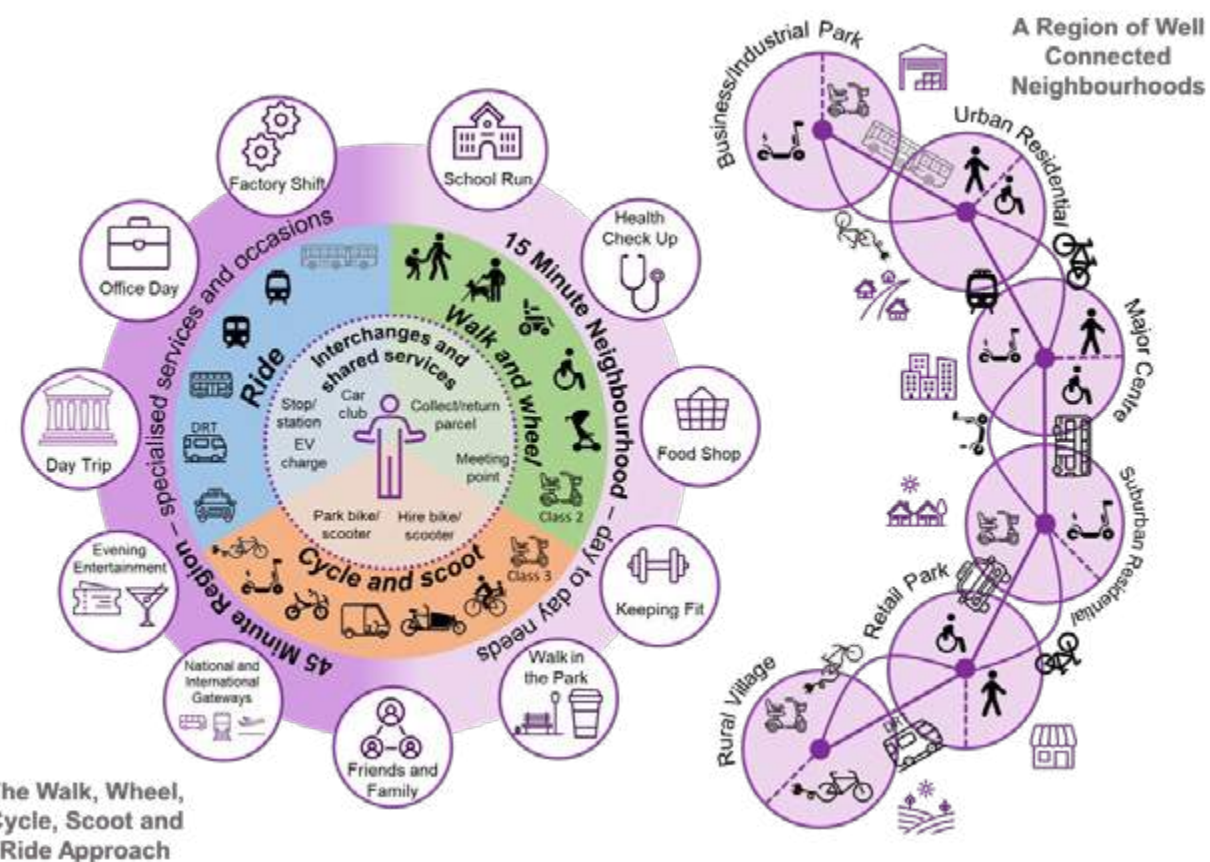 A Region of Well
Connected
Neighbourhoods
Business/Industrial Park
Urban Residential
Major Centre
Suburban Residential
Retail Park
Rural Village
DRT
Factory Shift
School Run
Health
Check Up
Office Day
Food Shop
Day Trip
Keeping Fit
Evening
Entertainment
Walk in
the Park
National and
International
Gateways
Friends and
Family
45 Minute Region – specialised services and occasions
15 Minute Neighbourhood – day to day needs
Ride
Walk and wheel
Cycle and scoot
DRT
Class 2
Class 3
Interchanges and
shared services
Stop/
station
Car
club
Collect/return
parcel
EV
charge
Meeting
point
Park bike/
scooter
Hire bike/
scooter
he Walk, Wheel,
Cycle, Scoot and
Ride Approach